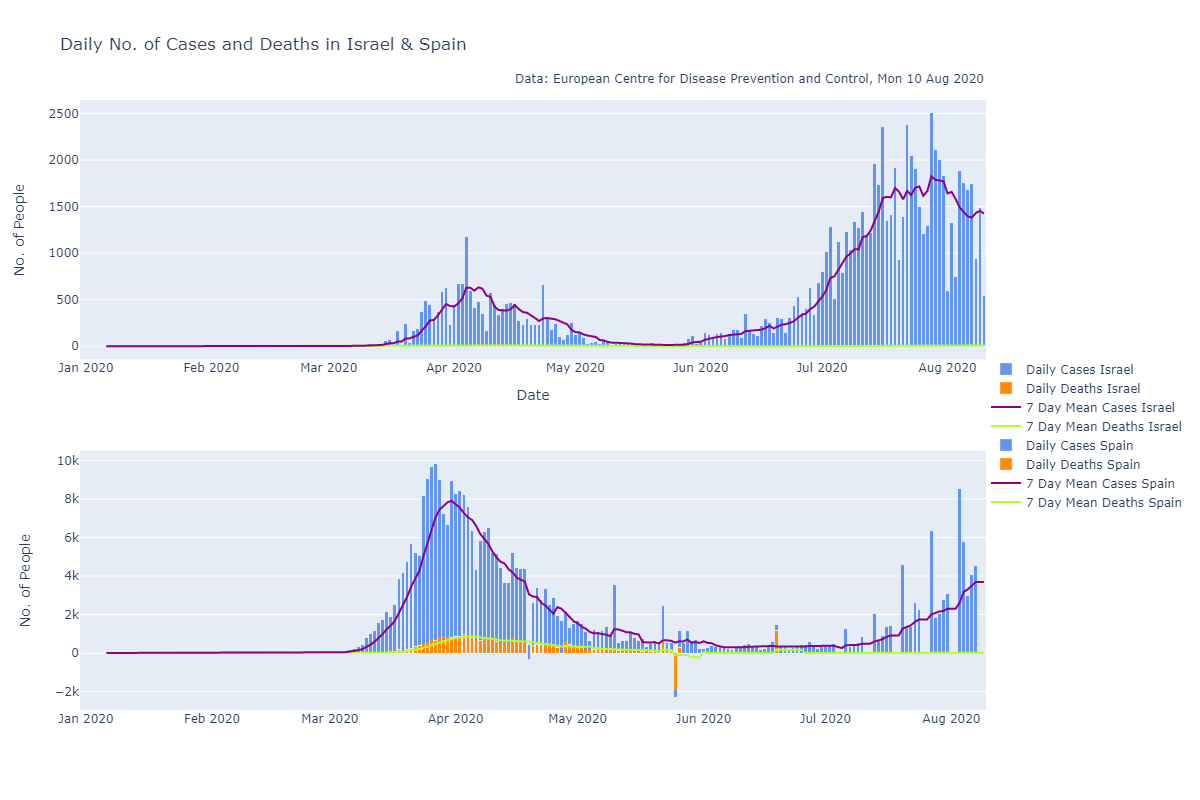 Daily No. of Cases and Deaths in Israel & Spain
Data: European Centre for Disease Prevention and Control, Mon 10 Aug 2020
No. of People
2500
2000
1500
1000
500
0
Jan 2020 Feb 2020 Mar 2020 Apr 2020 May 2020 Jun 2020 Jul 2020 Aug 2020
Date
Daily Cases Israel
Daily Deaths Israel
7 Day Mean Cases Israel
7 Day Mean Deaths Israel
Daily Cases Spain
Daily Deaths Spain
7 Day Mean Cases Spain
7 Day Mean Deaths Spain
No. of People
10k
8k
6k
4k
2k
0
−2k
Jan 2020 Feb 2020 Mar 2020 Apr 2020 May 2020 Jun 2020 Jul 2020 Aug 2020